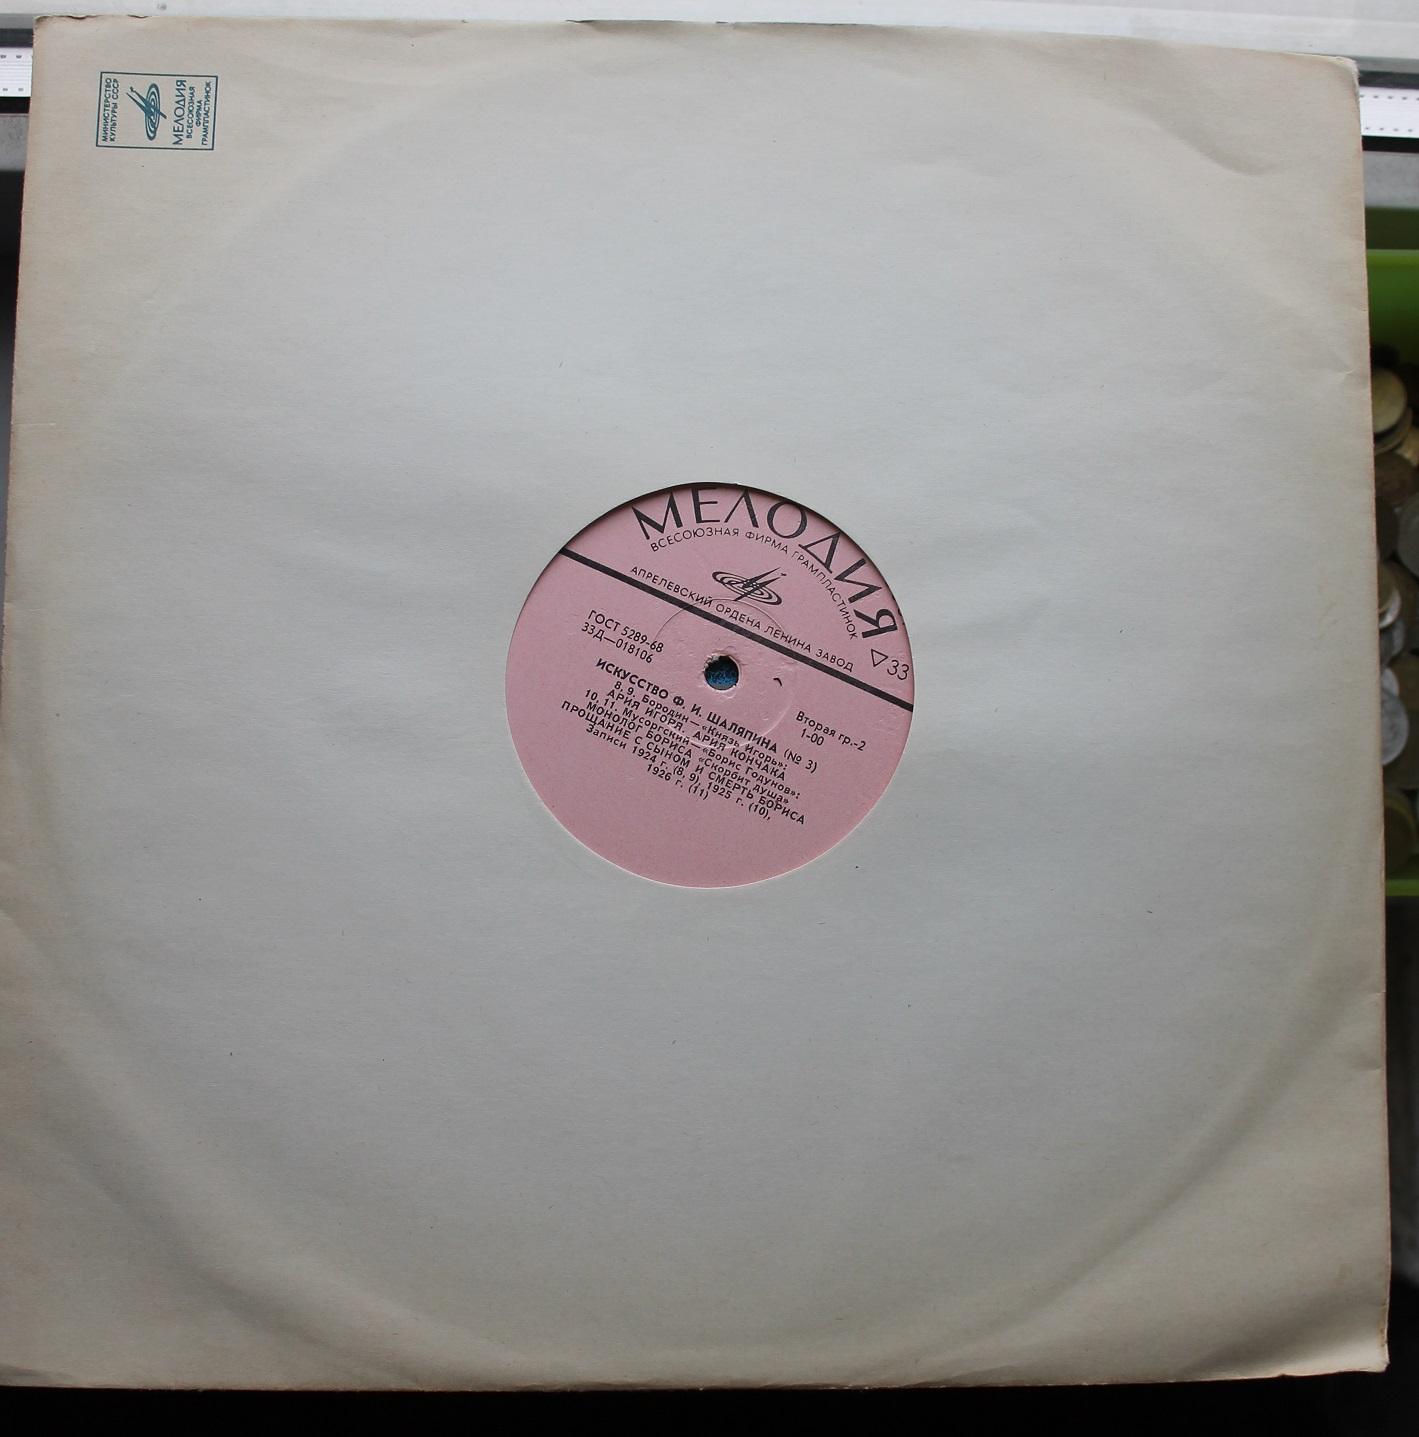 МИНИСТЕРСТВО
КУЛЬТУРЫ СССР
МЕЛОДИЯ
ВСЕСОЮЗНАЯ
ФИРМА
ГРАМПЛАСТИНОК
МЕЛОДИЯ
ВСЕСОЮЗНАЯ ФИРМА ГРАМПЛАСТИНОК
АПРЕЛЕВСКИЙ ОРДЕНА ЛЕНИНА ЗАВОД
▽33
ГОСТ 5289-68
33Д—018106
Вторая гр.-2
1-00
ИСКУССТВО Ф. И. ШАЛЯПИНА (№ 3)
8, 9. Бородин—«Князь Игорь»:
АРИЯ ИГОРЯ, АРИЯ КОНЧАКА
10, 11. Мусоргский—«Борис Годунов»:
МОНОЛОГ БОРИСА «Скорбит душа»
ПРОЩАНИЕ С СЫНОМ И СМЕРТЬ БОРИСА
Записи 1924 г. (8, 9), 1925 г. (10),
1926 г. (11)